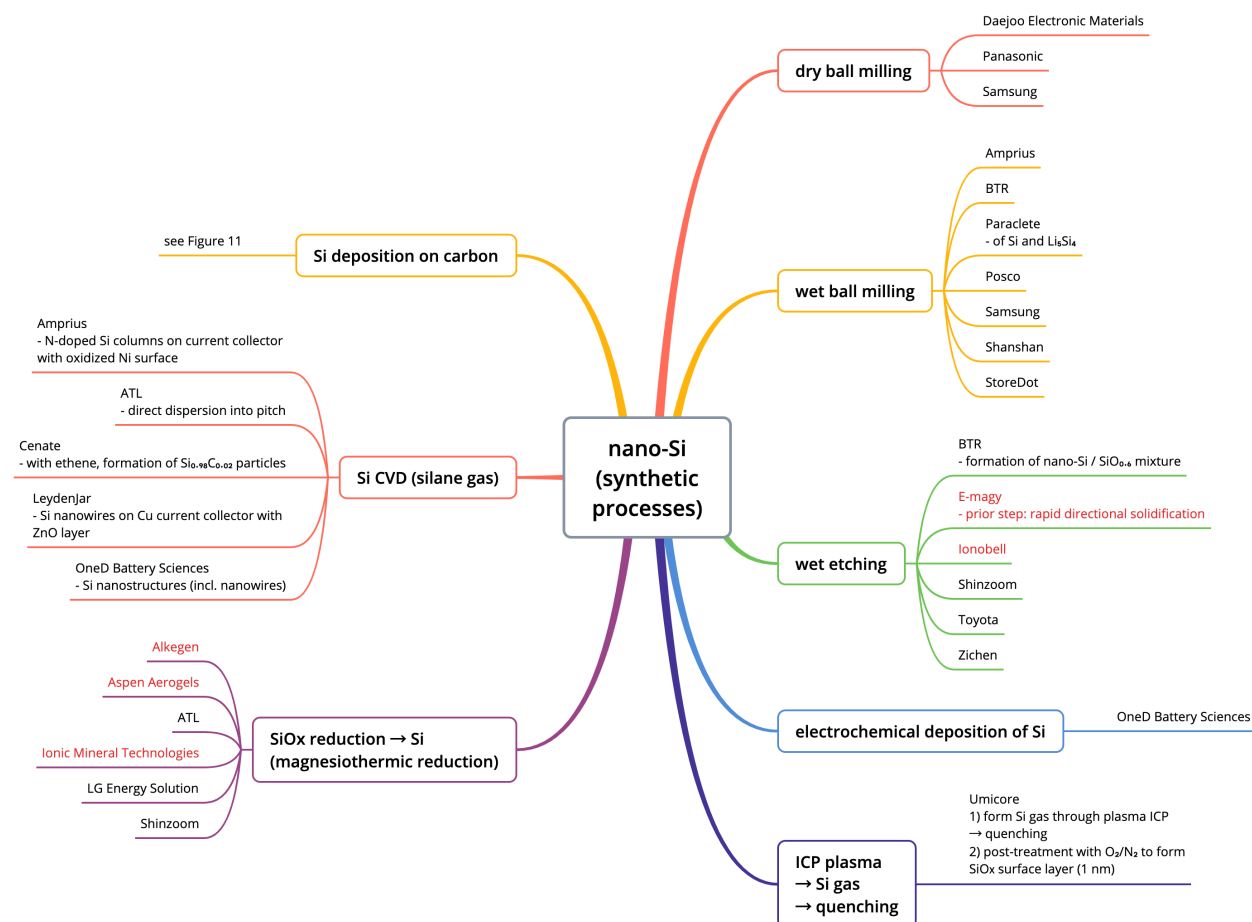 nano-Si
(synthetic
processes)
dry ball milling
Daejoo Electronic Materials
Panasonic
Samsung
wet ball milling
Amprius
BTR
Paraclete
- of Si and Li₅Si₄
Posco
Samsung
Shanshan
StoreDot
wet etching
BTR
- formation of nano-Si / SiO₀.₆ mixture
E-magy
- prior step: rapid directional solidification
Ionobell
Shinzoom
Toyota
Zichen
electrochemical deposition of Si
OneD Battery Sciences
ICP plasma
→ Si gas
→ quenching
Umicore
1) form Si gas through plasma ICP
→ quenching
2) post-treatment with O₂/N₂ to form
SiOx surface layer (1 nm)
Si deposition on carbon
see Figure 11
Si CVD (silane gas)
Amprius
- N-doped Si columns on current collector
with oxidized Ni surface
ATL
- direct dispersion into pitch
Cenate
- with ethene, formation of Si₀.₉₈C₀.₀₂ particles
LeydenJar
- Si nanowires on Cu current collector with
ZnO layer
OneD Battery Sciences
- Si nanostructures (incl. nanowires)
SiOx reduction → Si
(magnesiothermic reduction)
Alkegen
Aspen Aerogels
ATL
Ionic Mineral Technologies
LG Energy Solution
Shinzoom